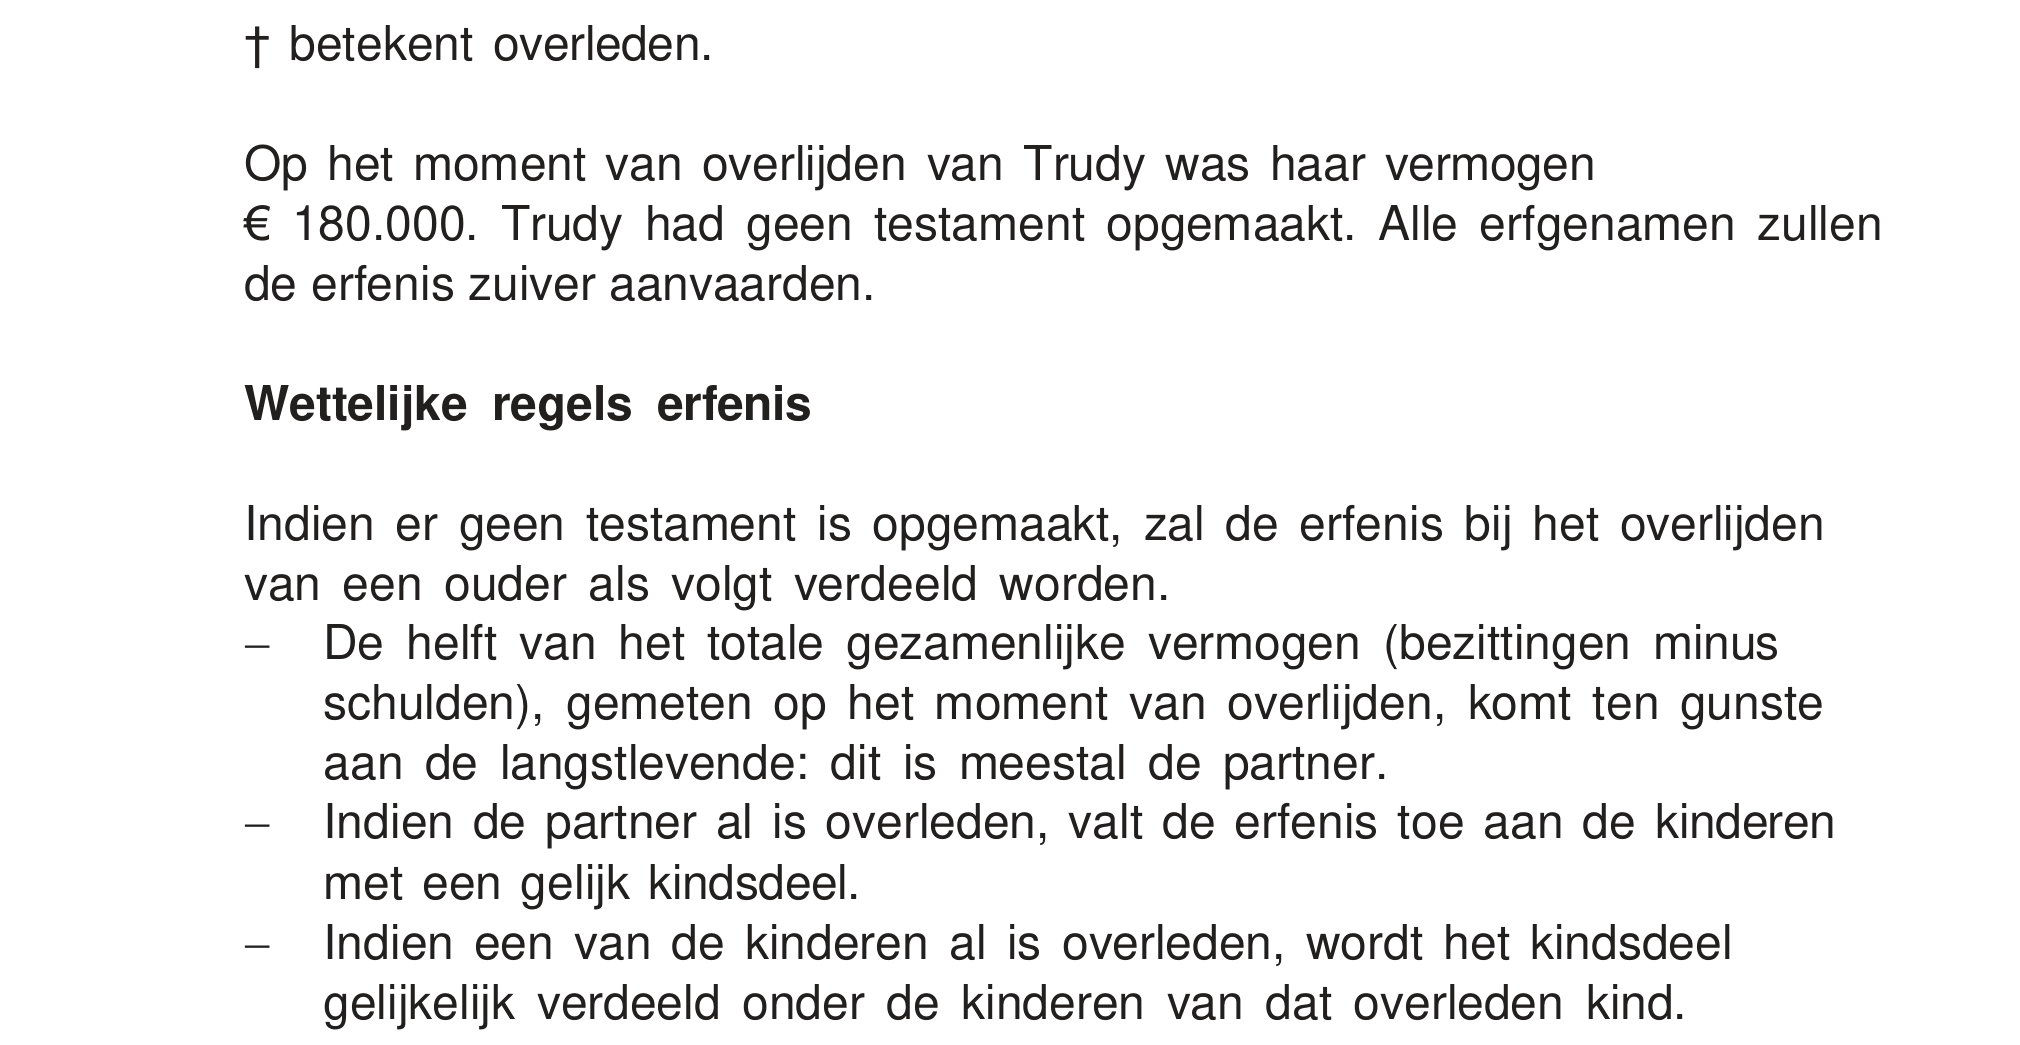 † betekent overleden.
Op het moment van overlijden van Trudy was haar vermogen
€ 180.000. Trudy had geen testament opgemaakt. Alle erfgenamen zullen
de erfenis zuiver aanvaarden.
Wettelijke regels erfenis
Indien er geen testament is opgemaakt, zal de erfenis bij het overlijden
van een ouder als volgt verdeeld worden.
– De helft van het totale gezamenlijke vermogen (bezittingen minus
schulden), gemeten op het moment van overlijden, komt ten gunste
aan de langstlevende: dit is meestal de partner.
– Indien de partner al is overleden, valt de erfenis toe aan de kinderen
met een gelijk kindsdeel.
– Indien een van de kinderen al is overleden, wordt het kindsdeel
gelijkelijk verdeeld onder de kinderen van dat overleden kind.